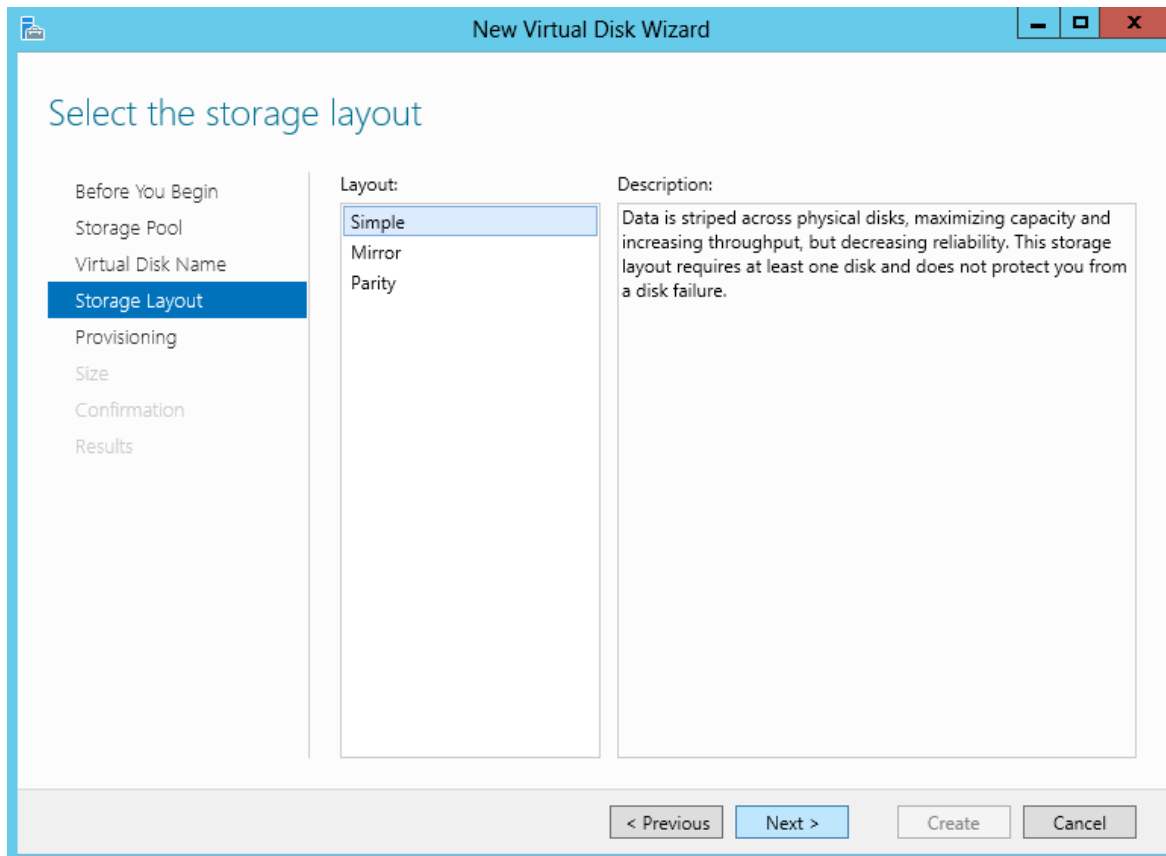 New Virtual Disk Wizard
Select the storage layout
Before You Begin
Storage Pool
Virtual Disk Name
Storage Layout
Provisioning
Size
Confirmation
Results
Layout:
Simple
Mirror
Parity
Description:
Data is striped across physical disks, maximizing capacity and
increasing throughput, but decreasing reliability. This storage
layout requires at least one disk and does not protect you from
a disk failure.
< Previous
Next >
Create
Cancel